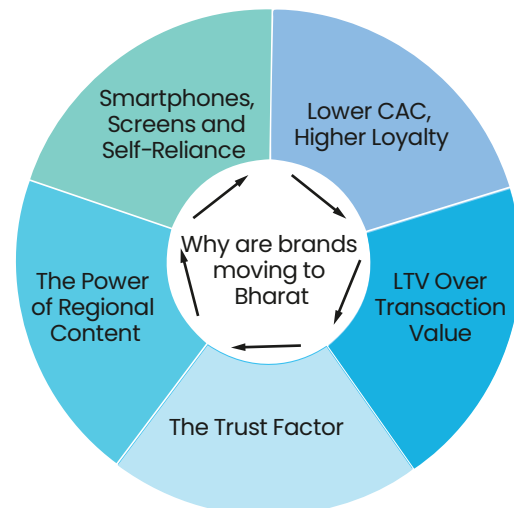 Smartphones,
Screens and
Self-Reliance
Lower CAC,
Higher Loyalty
Why are brands
moving to
Bharat
The Power
of Regional
Content
LTV Over
Transaction
Value
The Trust Factor